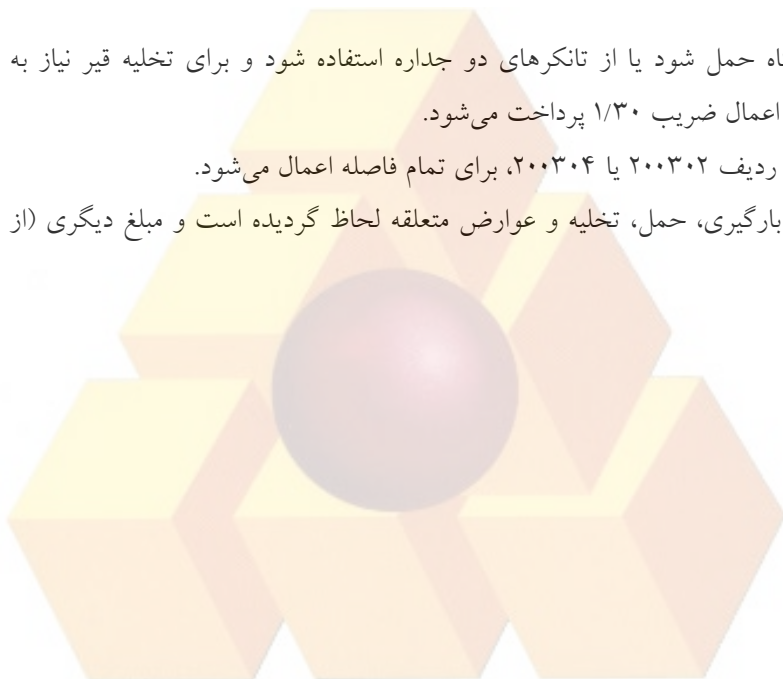 اه حمل شود یا از تانکرهای دو جداره استفاده شود و برای تخلیه قیر نیاز به
اعمال ضریب ۱/۳۰ پرداخت می‌شود.
ردیف ۲۰۰۳۰۲ یا ۲۰۰۳۰۴، برای تمام فاصله اعمال می‌شود.
بارگیری، حمل، تخلیه و عوارض متعلقه لحاظ گردیده است و مبلغ دیگری (از